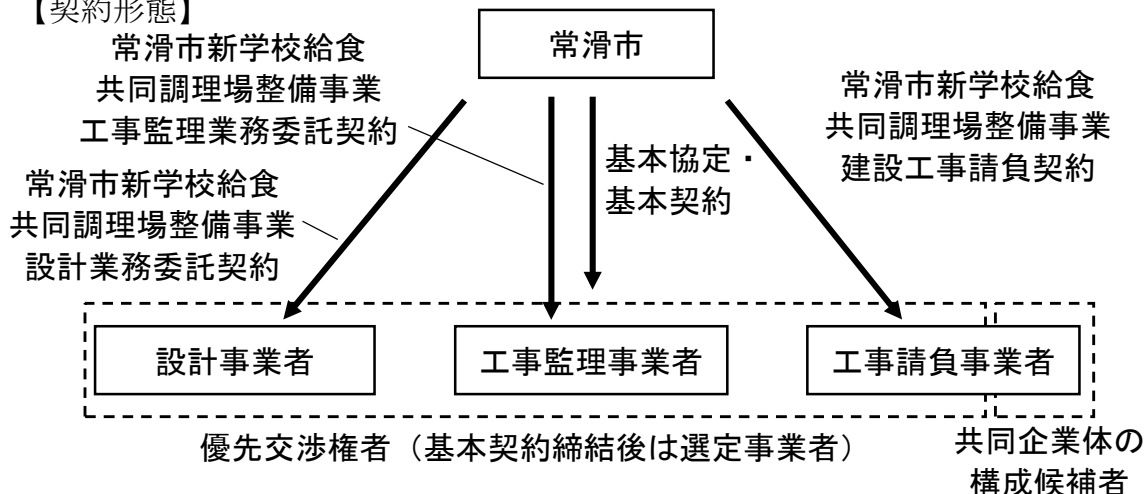 【契約形態】
常滑市
常滑市新学校給食
共同調理場整備事業
工事監理業務委託契約
常滑市新学校給食
共同調理場整備事業
設計業務委託契約
基本協定・
基本契約
常滑市新学校給食
共同調理場整備事業
建設工事請負契約
設計事業者
工事監理事業者
工事請負事業者
優先交渉権者（基本契約締結後は選定事業者）
共同企業体の
構成候補者